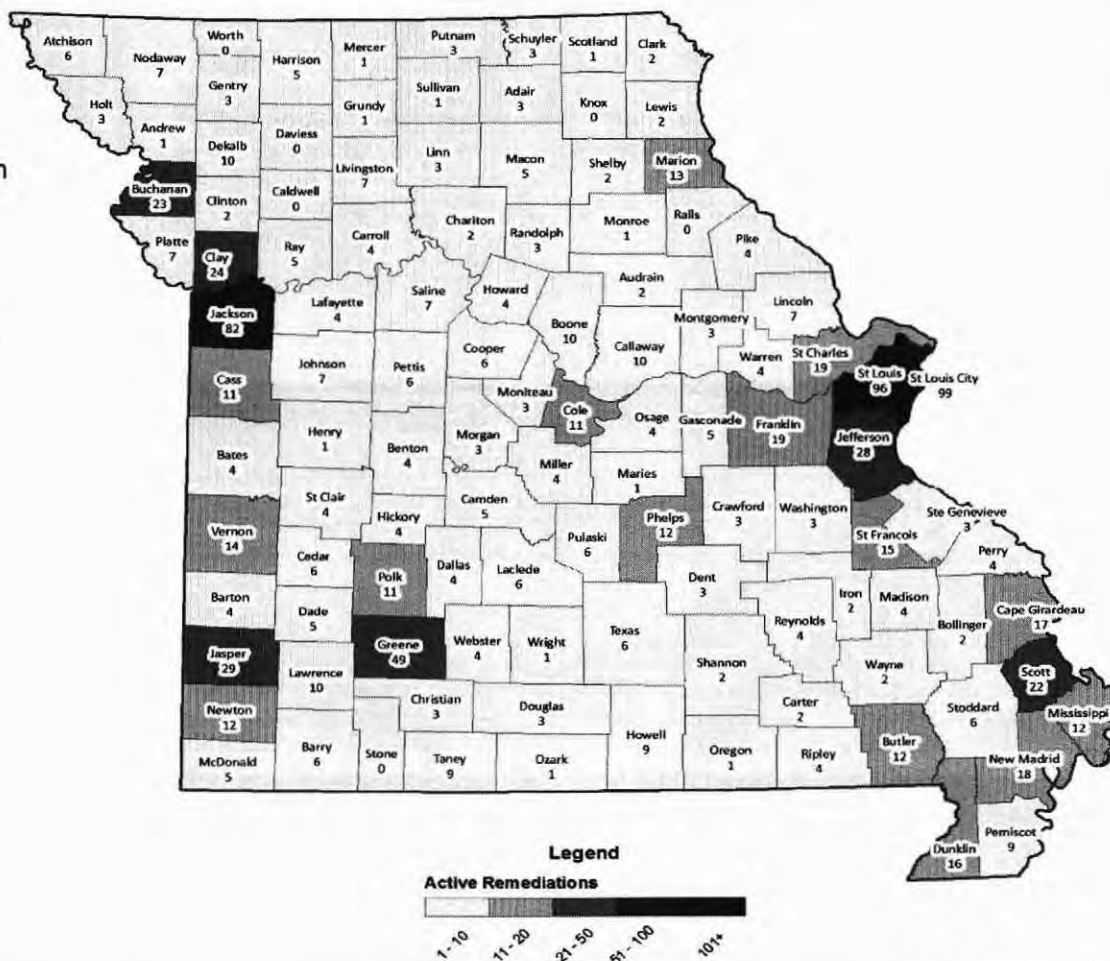 Atchison
6
Nodaway
7
Worth
0
Harrison
5
Mercer
1
Putnam
3
Schuyler
3
Scotland
1
Clark
2
Holt
3
Gentry
3
Grundy
1
Sullivan
1
Adair
3
Knox
0
Lewis
2
Andrew
1
Dekalb
10
Daviess
0
Livingston
7
Linn
3
Macon
5
Shelby
2
Marion
13
n
Buchanan
23
Clinton
2
Caldwell
0
Chariton
2
Randolph
3
Monroe
1
Ralls
0
Pike
4
Platte
7
Clay
24
Ray
5
Carroll
4
Saline
7
Howard
4
Audrain
2
Lincoln
7
Jackson
82
Lafayette
4
Boone
10
Callaway
10
Montgomery
3
Warren
4
St Charles
19
St Louis
96
St Louis City
99
Cass
11
Johnson
7
Pettis
6
Cooper
6
Moniteau
3
Cole
11
Osage
4
Gasconade
5
Franklin
19
Jefferson
28
Bates
4
Henry
1
Benton
4
Morgan
3
Miller
4
Maries
1
Vernon
14
St Clair
4
Hickory
4
Camden
5
Pulaski
6
Phelps
12
Crawford
3
Washington
3
St Francois
15
Ste Genevieve
3
Perry
4
Cedar
6
Polk
11
Dallas
4
Laclede
6
Dent
3
Iron
2
Madison
4
Bollinger
2
Cape Girardeau
17
Barton
4
Dade
5
Greene
49
Webster
4
Wright
1
Texas
6
Reynolds
4
Jasper
29
Lawrence
10
Christian
3
Douglas
3
Shannon
2
Carter
2
Wayne
2
Stoddard
6
Scott
22
Mississippi
12
Newton
12
Barry
6
Stone
0
Taney
9
Ozark
1
Howell
9
Oregon
1
Ripley
4
Butler
12
New Madrid
18
McDonald
5
Dunklin
16
Pemiscot
9
Legend
Active Remediations
1 - 10
11 - 20
21 - 50
51 - 100
101+